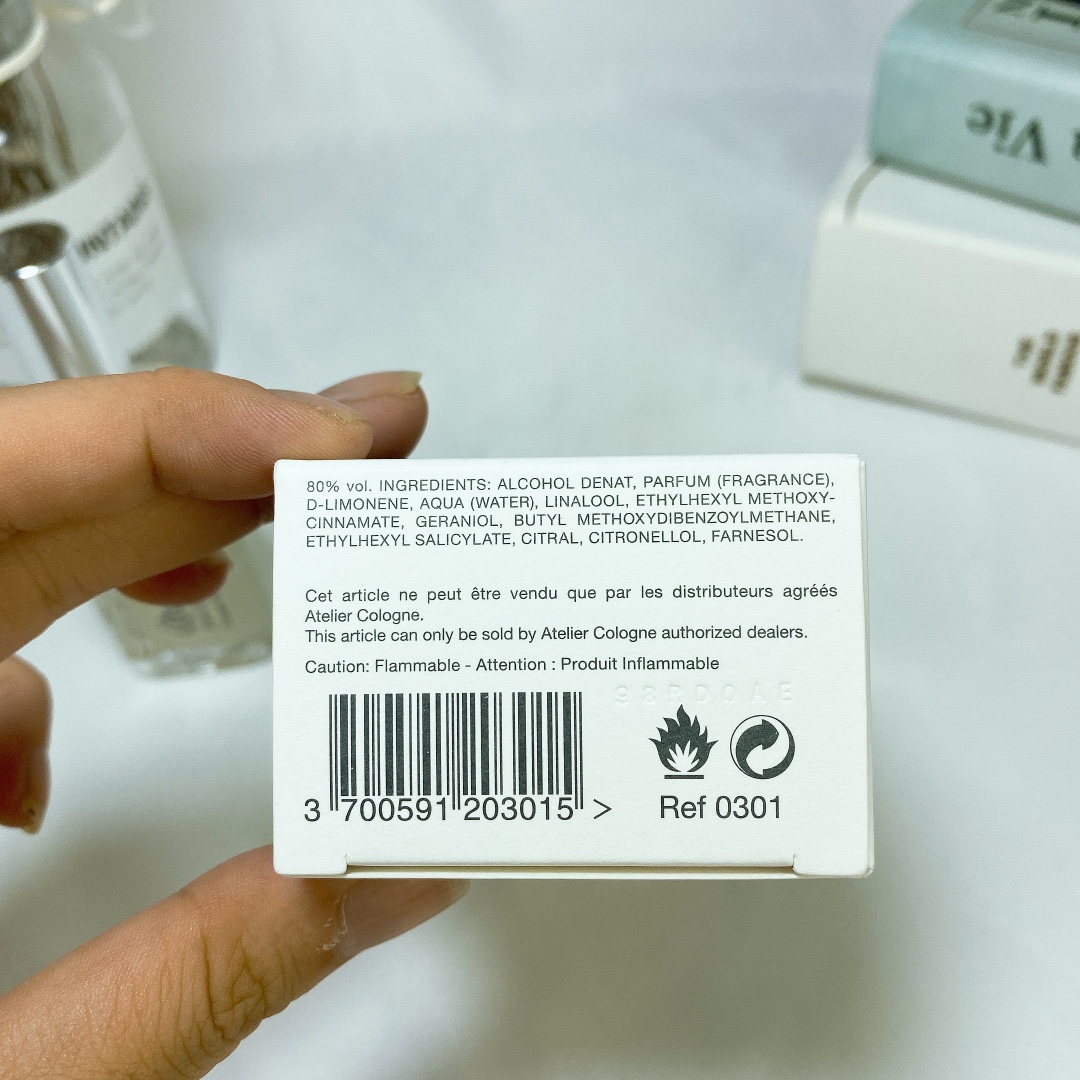 Vie
80% vol. INGREDIENTS: ALCOHOL DENAT, PARFUM (FRAGRANCE),
D-LIMONENE, AQUA (WATER), LINALOOL, ETHYLHEXYL METHOXY-
CINNAMATE, GERANIOL, BUTYL METHOXYDIBENZOYLMETHANE,
ETHYLHEXYL SALICYLATE, CITRAL, CITRONELLOL, FARNESOL.
Cet article ne peut être vendu que par les distributeurs agréés
Atelier Cologne.
This article can only be sold by Atelier Cologne authorized dealers.
Caution: Flammable - Attention : Produit Inflammable
3 700591 203015 >
Ref 0301